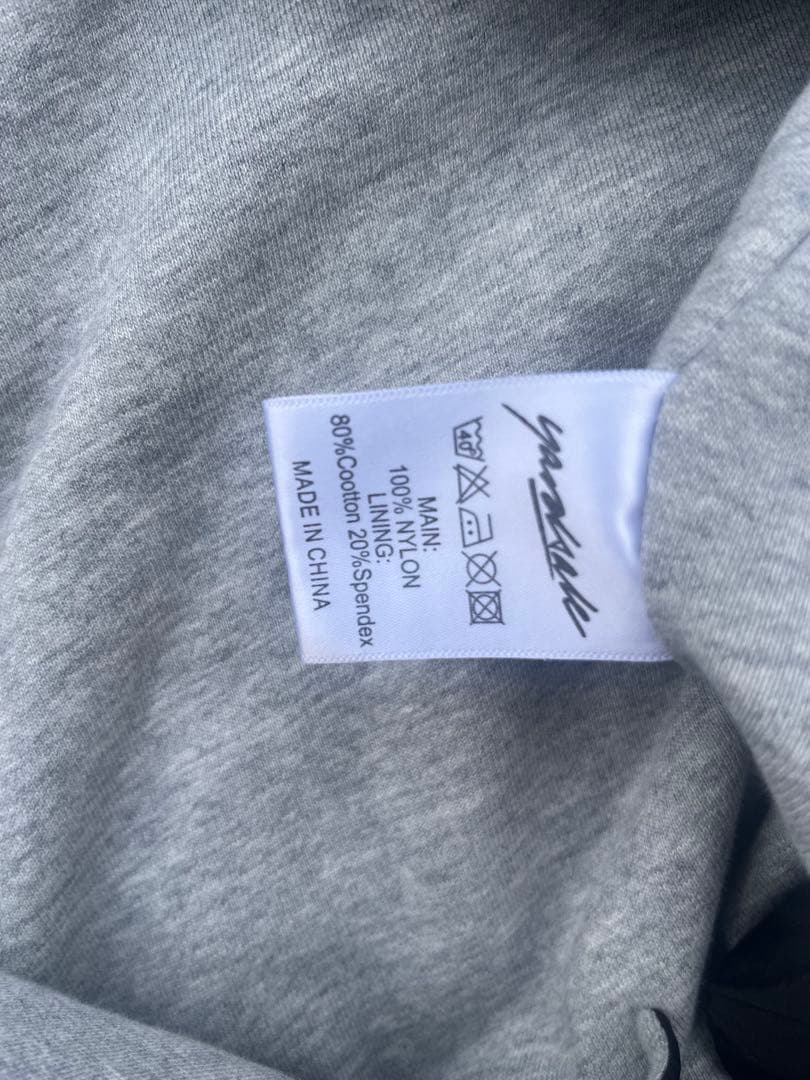 40°
MAIN:
100% NYLON
LINING:
80%Cootton 20%Spendex
MADE IN CHINA